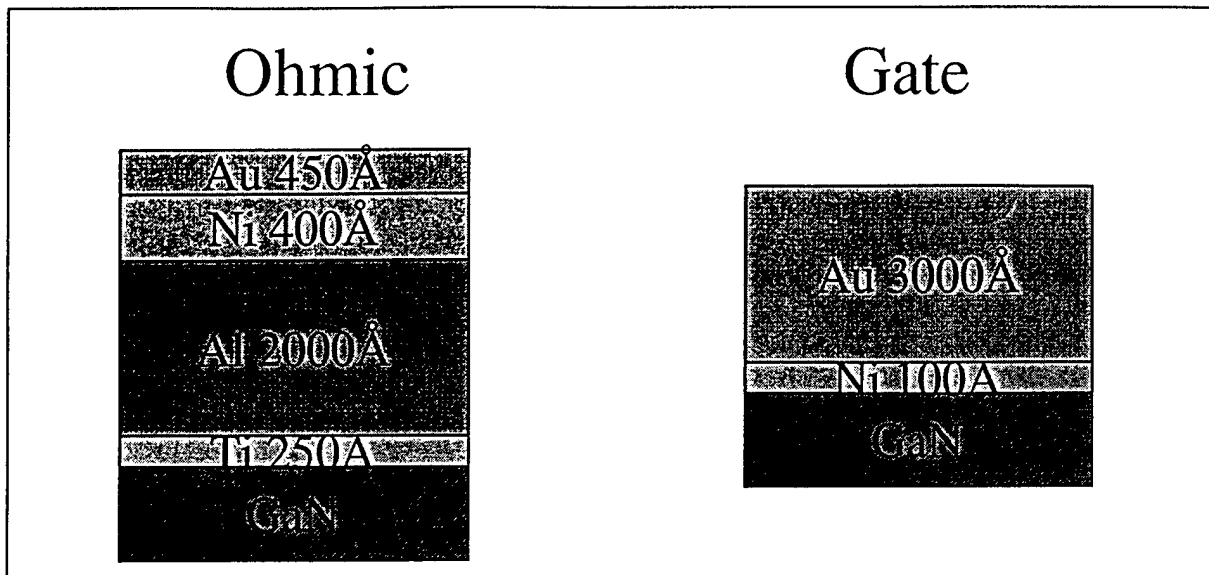 Ohmic
Au 450Å
Ni 400Å
Al 2000Å
Ti 250A
GaN
Gate
Au 3000Å
Ni 100A
GaN